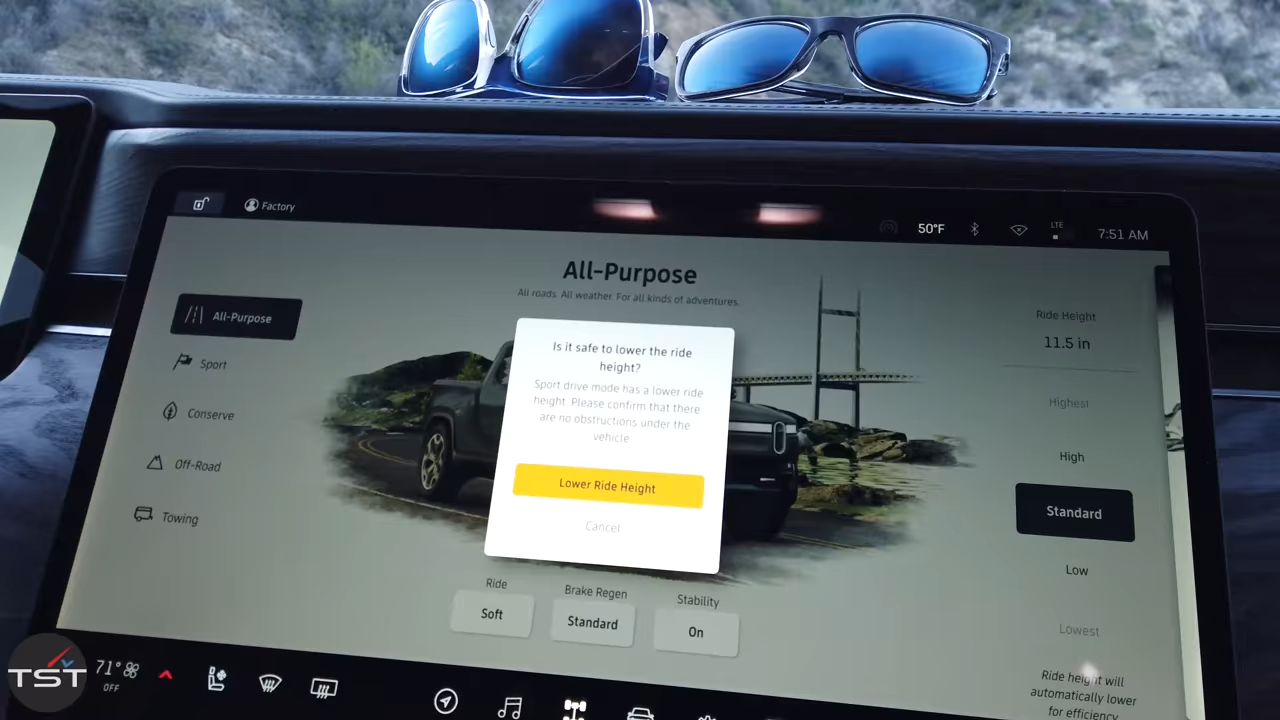 Factory
50°F
LTE
7:51 AM
All-Purpose
All roads. All weather. For all kinds of adventures.
All-Purpose
Sport
Conserve
Off-Road
Towing
Is it safe to lower the ride
height?
Sport drive mode has a lower ride
height. Please confirm that there
are no obstructions under the
vehicle
Lower Ride Height
Cancel
Ride Height
11.5 in
Highest
High
Standard
Low
Lowest
Ride height will
automatically lower
for efficiency
Ride
Soft
Brake Regen
Standard
Stability
On
TST
71°
OFF